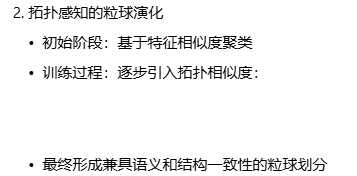 2. 拓扑感知的粒球演化
• 初始阶段：基于特征相似度聚类
• 训练过程：逐步引入拓扑相似度：
• 最终形成兼具语义和结构一致性的粒球划分